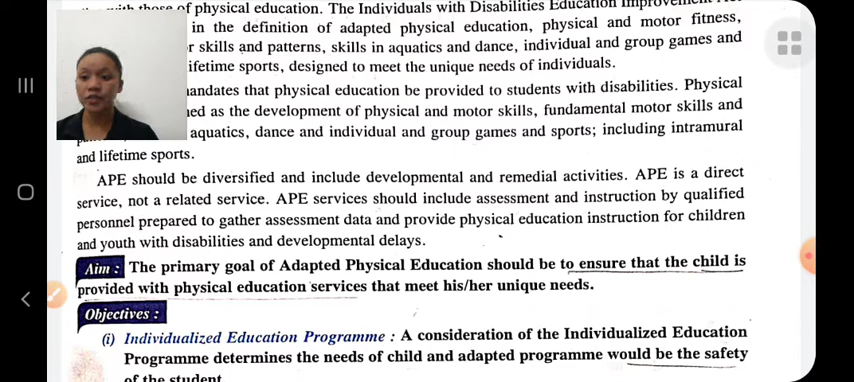 with those of physical education. The Individuals with Disabilities Education Improvement
in the definition of adapted physical education, physical and motor fitness,
skills and patterns, skills in aquatics and dance, individual and group games and
lifetime sports, designed to meet the unique needs of individuals.
mandates that physical education be provided to students with disabilities. Physical
as the development of physical and motor skills, fundamental motor skills and
aquatics, dance and individual and group games and sports; including intramural
and lifetime sports.
APE should be diversified and include developmental and remedial activities. APE is a direct
service, not a related service. APE services should include assessment and instruction by qualified
personnel prepared to gather assessment data and provide physical education instruction for children
and youth with disabilities and developmental delays.
Aim : The primary goal of Adapted Physical Education should be to ensure that the child is
provided with physical education services that meet his/her unique needs.
Objectives :
(i) Individualized Education Programme : A consideration of the Individualized Education
Programme determines the needs of child and adapted programme would be the safety
of the student